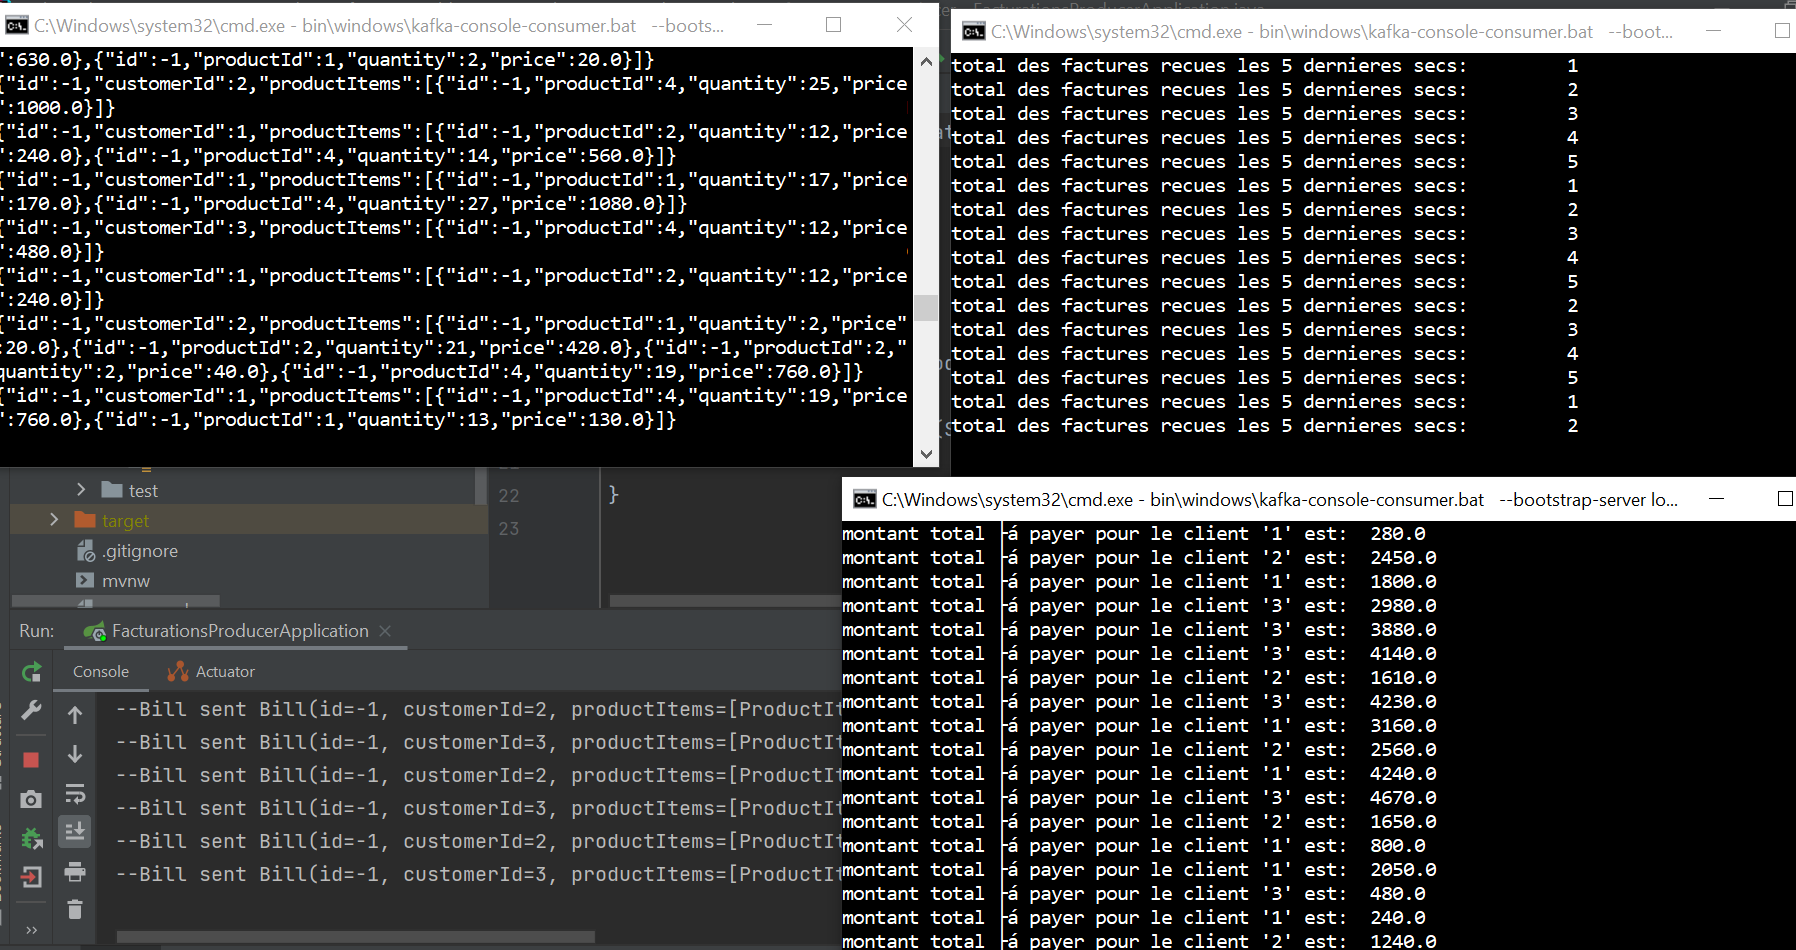 FacturationsProducerApplication.java
C:\Windows\system32\cmd.exe - bin\windows\kafka-console-consumer.bat   --boots...
':630.0},{"id":-1,"productId":1,"quantity":2,"price":20.0}]}
{"id":-1,"customerId":2,"productItems":[{"id":-1,"productId":4,"quantity":25,"price
':1000.0}]}
{"id":-1,"customerId":1,"productItems":[{"id":-1,"productId":2,"quantity":12,"price
:240.0},{"id":-1,"productId":4,"quantity":14,"price":560.0}]}
{"id":-1,"customerId":1,"productItems":[{"id":-1,"productId":1,"quantity":17,"price
:170.0},{"id":-1,"productId":4,"quantity":27,"price":1080.0}]}
{"id":-1,"customerId":3,"productItems":[{"id":-1,"productId":4,"quantity":12,"price
:480.0}]}
{"id":-1,"customerId":1,"productItems":[{"id":-1,"productId":2,"quantity":12,"price
':240.0}]}
{"id":-1,"customerId":2,"productItems":[{"id":-1,"productId":1,"quantity":2,"price"
:20.0},{"id":-1,"productId":2,"quantity":21,"price":420.0},{"id":-1,"productId":2,"
quantity":2,"price":40.0},{"id":-1,"productId":4,"quantity":19,"price":760.0}]}
{"id":-1,"customerId":1,"productItems":[{"id":-1,"productId":4,"quantity":19,"price
':760.0},{"id":-1,"productId":1,"quantity":13,"price":130.0}]}
C:\Windows\system32\cmd.exe - bin\windows\kafka-console-consumer.bat   --boot...
total des factures recues les 5 dernieres secs:         1
total des factures recues les 5 dernieres secs:         2
total des factures recues les 5 dernieres secs:         3
total des factures recues les 5 dernieres secs:         4
total des factures recues les 5 dernieres secs:         5
total des factures recues les 5 dernieres secs:         1
total des factures recues les 5 dernieres secs:         2
total des factures recues les 5 dernieres secs:         3
total des factures recues les 5 dernieres secs:         4
total des factures recues les 5 dernieres secs:         5
total des factures recues les 5 dernieres secs:         2
total des factures recues les 5 dernieres secs:         3
total des factures recues les 5 dernieres secs:         4
total des factures recues les 5 dernieres secs:         5
total des factures recues les 5 dernieres secs:         1
total des factures recues les 5 dernieres secs:         2
test
target
.gitignore
mvnw
22 }
23
Run: FacturationsProducerApplication
Console Actuator
--Bill sent Bill(id=-1, customerId=2, productItems=[ProductIt
--Bill sent Bill(id=-1, customerId=3, productItems=[ProductIt
--Bill sent Bill(id=-1, customerId=2, productItems=[ProductIt
--Bill sent Bill(id=-1, customerId=3, productItems=[ProductIt
--Bill sent Bill(id=-1, customerId=2, productItems=[ProductIt
--Bill sent Bill(id=-1, customerId=3, productItems=[ProductIt
C:\Windows\system32\cmd.exe - bin\windows\kafka-console-consumer.bat   --bootstrap-server lo...
montant total ├á payer pour le client '1' est:  280.0
montant total ├á payer pour le client '2' est:  2450.0
montant total ├á payer pour le client '1' est:  1800.0
montant total ├á payer pour le client '3' est:  2980.0
montant total ├á payer pour le client '3' est:  3880.0
montant total ├á payer pour le client '3' est:  4140.0
montant total ├á payer pour le client '2' est:  1610.0
montant total ├á payer pour le client '3' est:  4230.0
montant total ├á payer pour le client '1' est:  3160.0
montant total ├á payer pour le client '2' est:  2560.0
montant total ├á payer pour le client '1' est:  4240.0
montant total ├á payer pour le client '3' est:  4670.0
montant total ├á payer pour le client '2' est:  1650.0
montant total ├á payer pour le client '1' est:  800.0
montant total ├á payer pour le client '1' est:  2050.0
montant total ├á payer pour le client '3' est:  480.0
montant total ├á payer pour le client '1' est:  240.0
montant total ├á payer pour le client '2' est:  1240.0